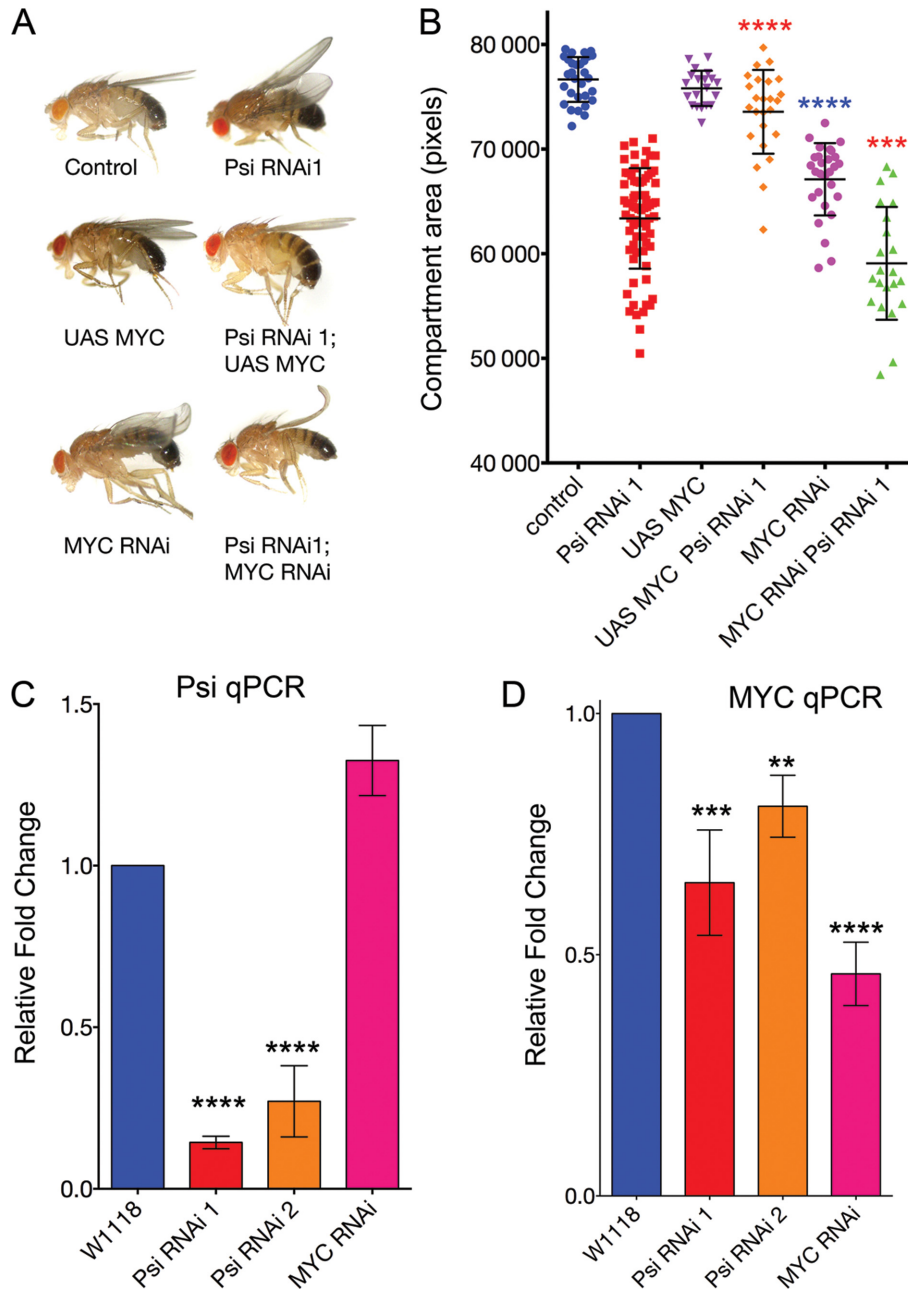 A
Control
Psi RNAi1
UAS MYC
Psi RNAi 1;
UAS MYC
MYC RNAi
Psi RNAi1;
MYC RNAi
B
Compartment area (pixels)
80 000
70 000
60 000
50 000
40 000
****
****
***
control
Psi RNAi 1
UAS MYC
UAS MYC Psi RNAi 1
MYC RNAi
MYC RNAi Psi RNAi 1
C
Psi qPCR
Relative Fold Change
1.5
1.0
0.5
0.0
****
****
W1118
Psi RNAi 1
Psi RNAi 2
MYC RNAi
D
MYC qPCR
Relative Fold Change
1.0
0.5
0.0
***
**
****
W1118
Psi RNAi 1
Psi RNAi 2
MYC RNAi